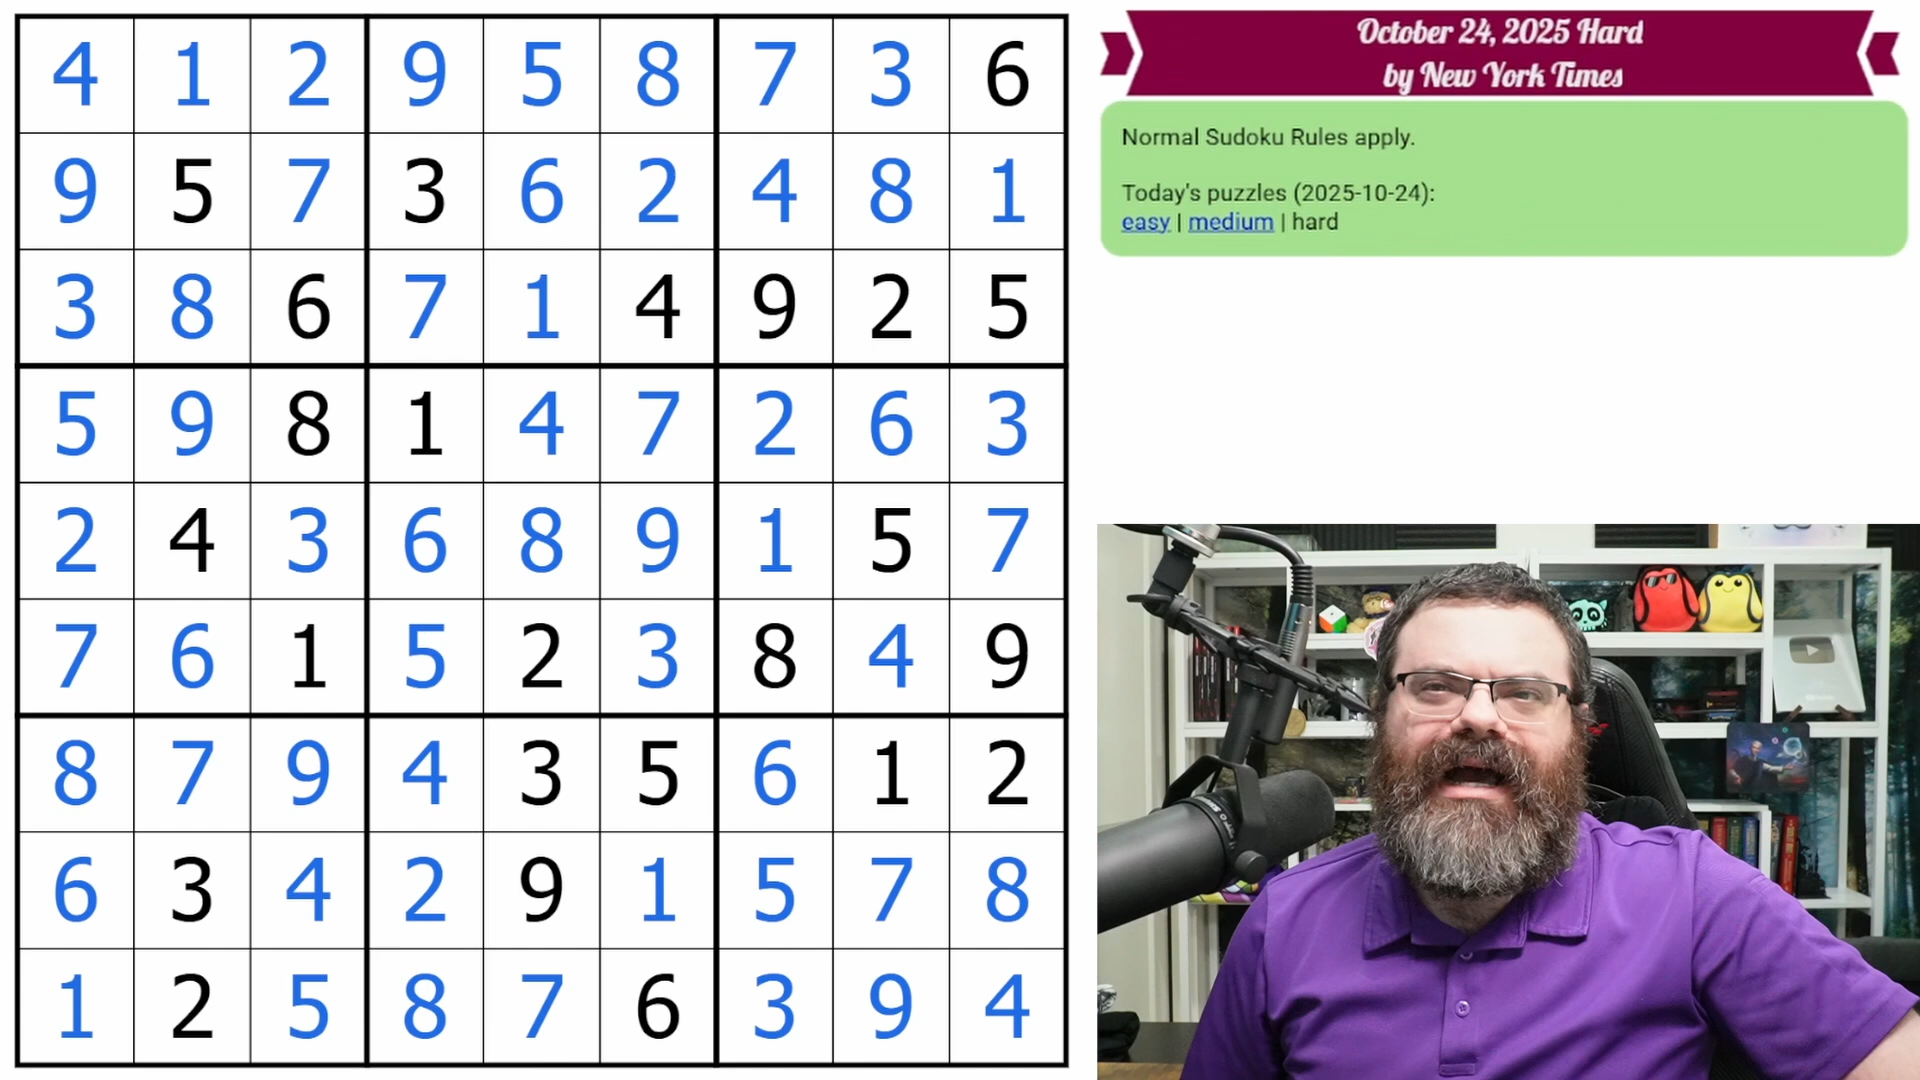 October 24, 2025 Hard
by New York Times
Normal Sudoku Rules apply.
Today's puzzles (2025-10-24):
easy | medium | hard
4 1 2 9 5 8 7 3 6
9 5 7 3 6 2 4 8 1
3 8 6 7 1 4 9 2 5
5 9 8 1 4 7 2 6 3
2 4 3 6 8 9 1 5 7
7 6 1 5 2 3 8 4 9
8 7 9 4 3 5 6 1 2
6 3 4 2 9 1 5 7 8
1 2 5 8 7 6 3 9 4